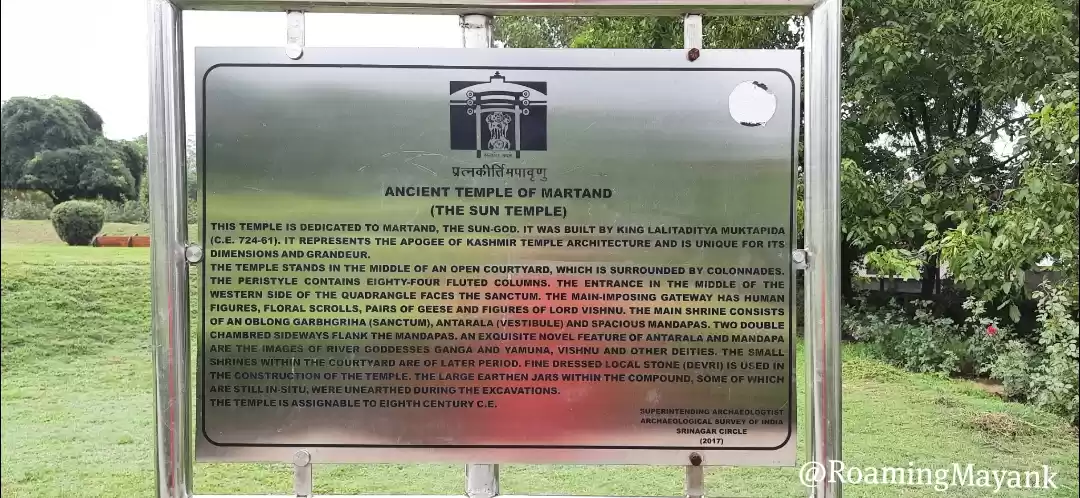 प्रत्नकीर्तिमपावृणु
ANCIENT TEMPLE OF MARTAND
(THE SUN TEMPLE)
THIS TEMPLE IS DEDICATED TO MARTAND, THE SUN-GOD. IT WAS BUILT BY KING LALITADITYA MUKTAPIDA
(C.E. 724-61). IT REPRESENTS THE APOGEE OF KASHMIR TEMPLE ARCHITECTURE AND IS UNIQUE FOR ITS
DIMENSIONS AND GRANDEUR.
THE TEMPLE STANDS IN THE MIDDLE OF AN OPEN COURTYARD, WHICH IS SURROUNDED BY COLONNADES.
THE PERISTYLE CONTAINS EIGHTY-FOUR FLUTED COLUMNS. THE ENTRANCE IN THE MIDDLE OF THE
WESTERN SIDE OF THE QUADRANGLE FACES THE SANCTUM. THE MAIN-IMPOSING GATEWAY HAS HUMAN
FIGURES, FLORAL SCROLLS, PAIRS OF GEESE AND FIGURES OF LORD VISHNU. THE MAIN SHRINE CONSISTS
OF AN OBLONG GARBHGRIHA (SANCTUM), ANTARALA (VESTIBULE) AND SPACIOUS MANDAPAS. TWO DOUBLE
CHAMBRED SIDEWAYS FLANK THE MANDAPAS. AN EXQUISITE NOVEL FEATURE OF ANTARALA AND MANDAPA
ARE THE IMAGES OF RIVER GODDESSES GANGA AND YAMUNA, VISHNU AND OTHER DEITIES. THE SMALL
SHRINES WITHIN THE COURTYARD ARE OF LATER PERIOD. FINE DRESSED LOCAL STONE (DEVRI) IS USED IN
THE CONSTRUCTION OF THE TEMPLE. THE LARGE EARTHEN JARS WITHIN THE COMPOUND, SOME OF WHICH
ARE STILL IN-SITU, WERE UNEARTHED DURING THE EXCAVATIONS.
THE TEMPLE IS ASSIGNABLE TO EIGHTH CENTURY C.E.
SUPERINTENDING ARCHAEOLOGTIST
ARCHAEOLOGICAL SURVEY OF INDIA
SRINAGAR CIRCLE
(2017)
@RoamingMayank